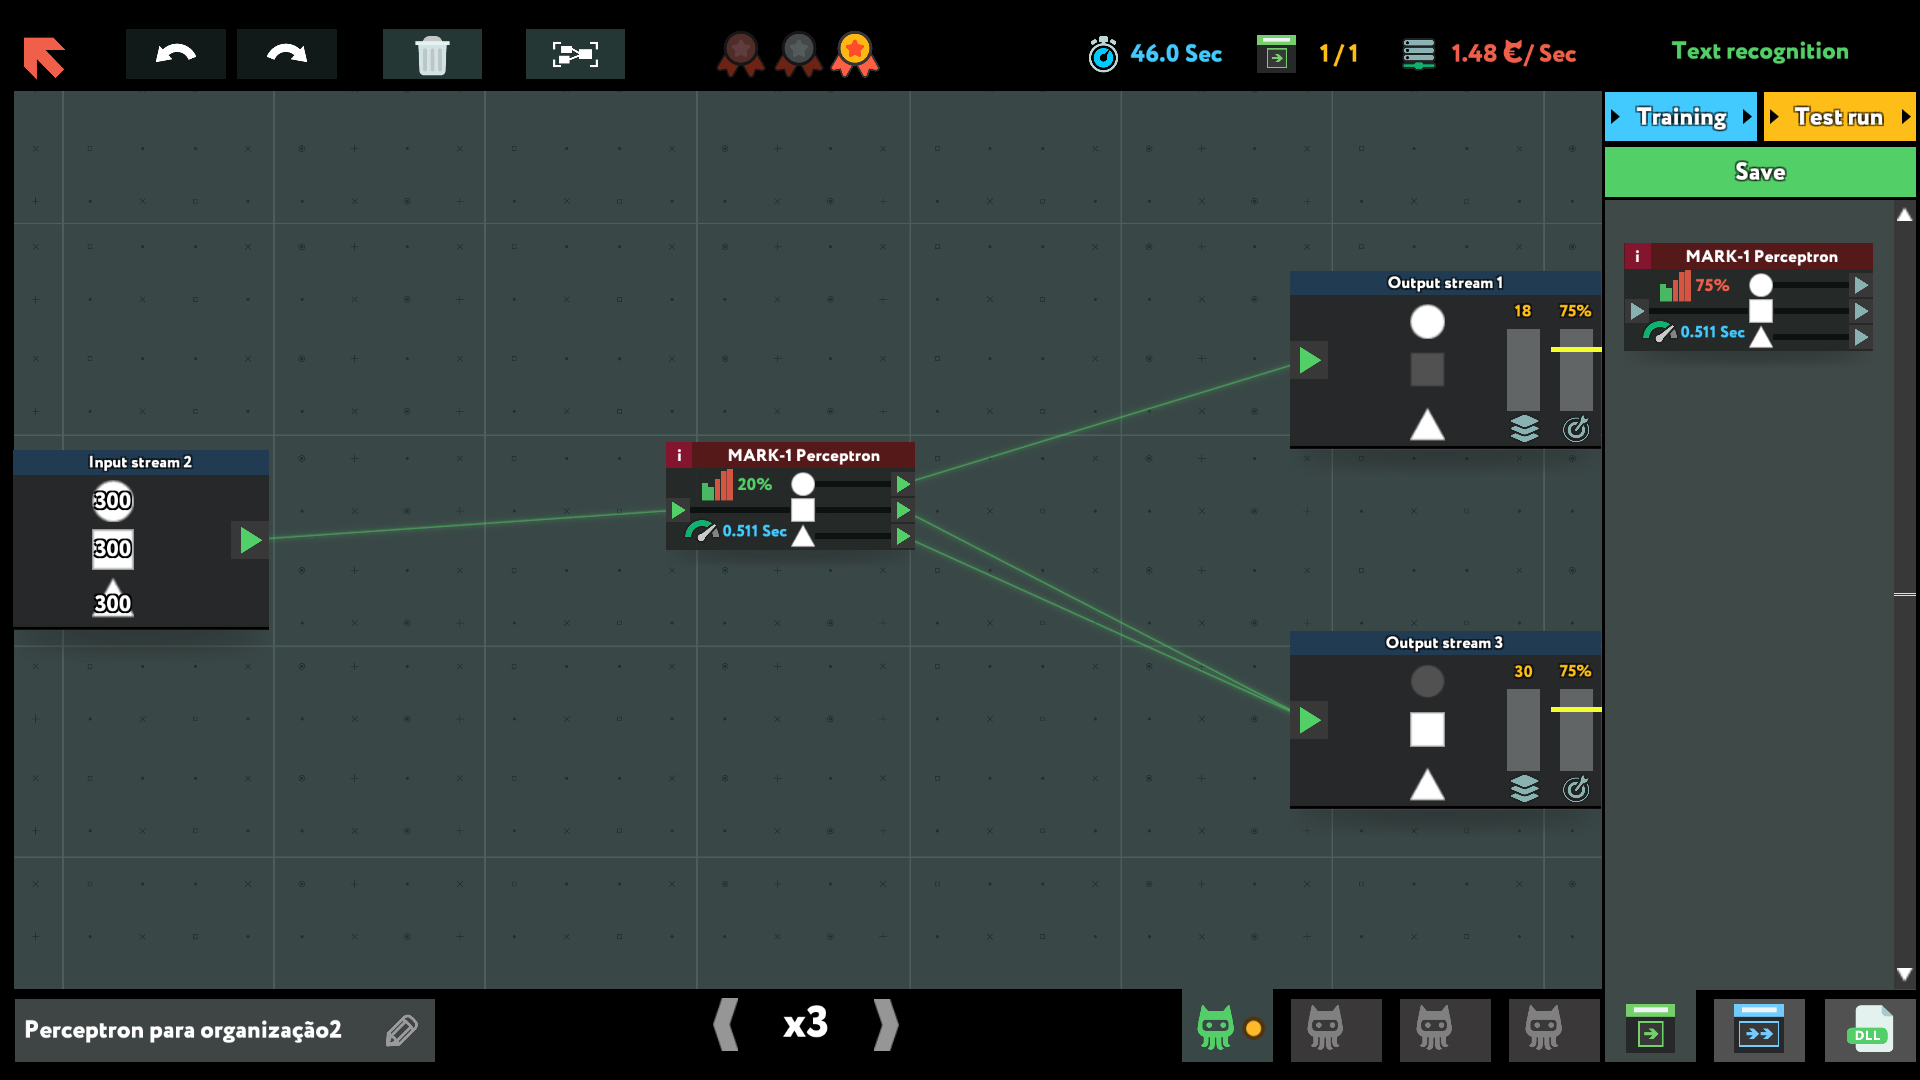 46.0 Sec
1/1
1.48 €/ Sec
Text recognition
Training
Test run
Save
i
MARK-1 Perceptron
75%
0.511 Sec
Output stream 1
18
75%
Input stream 2
300
300
300
i
MARK-1 Perceptron
20%
0.511 Sec
Output stream 3
30
75%
Perceptron para organização2
x3
DLL